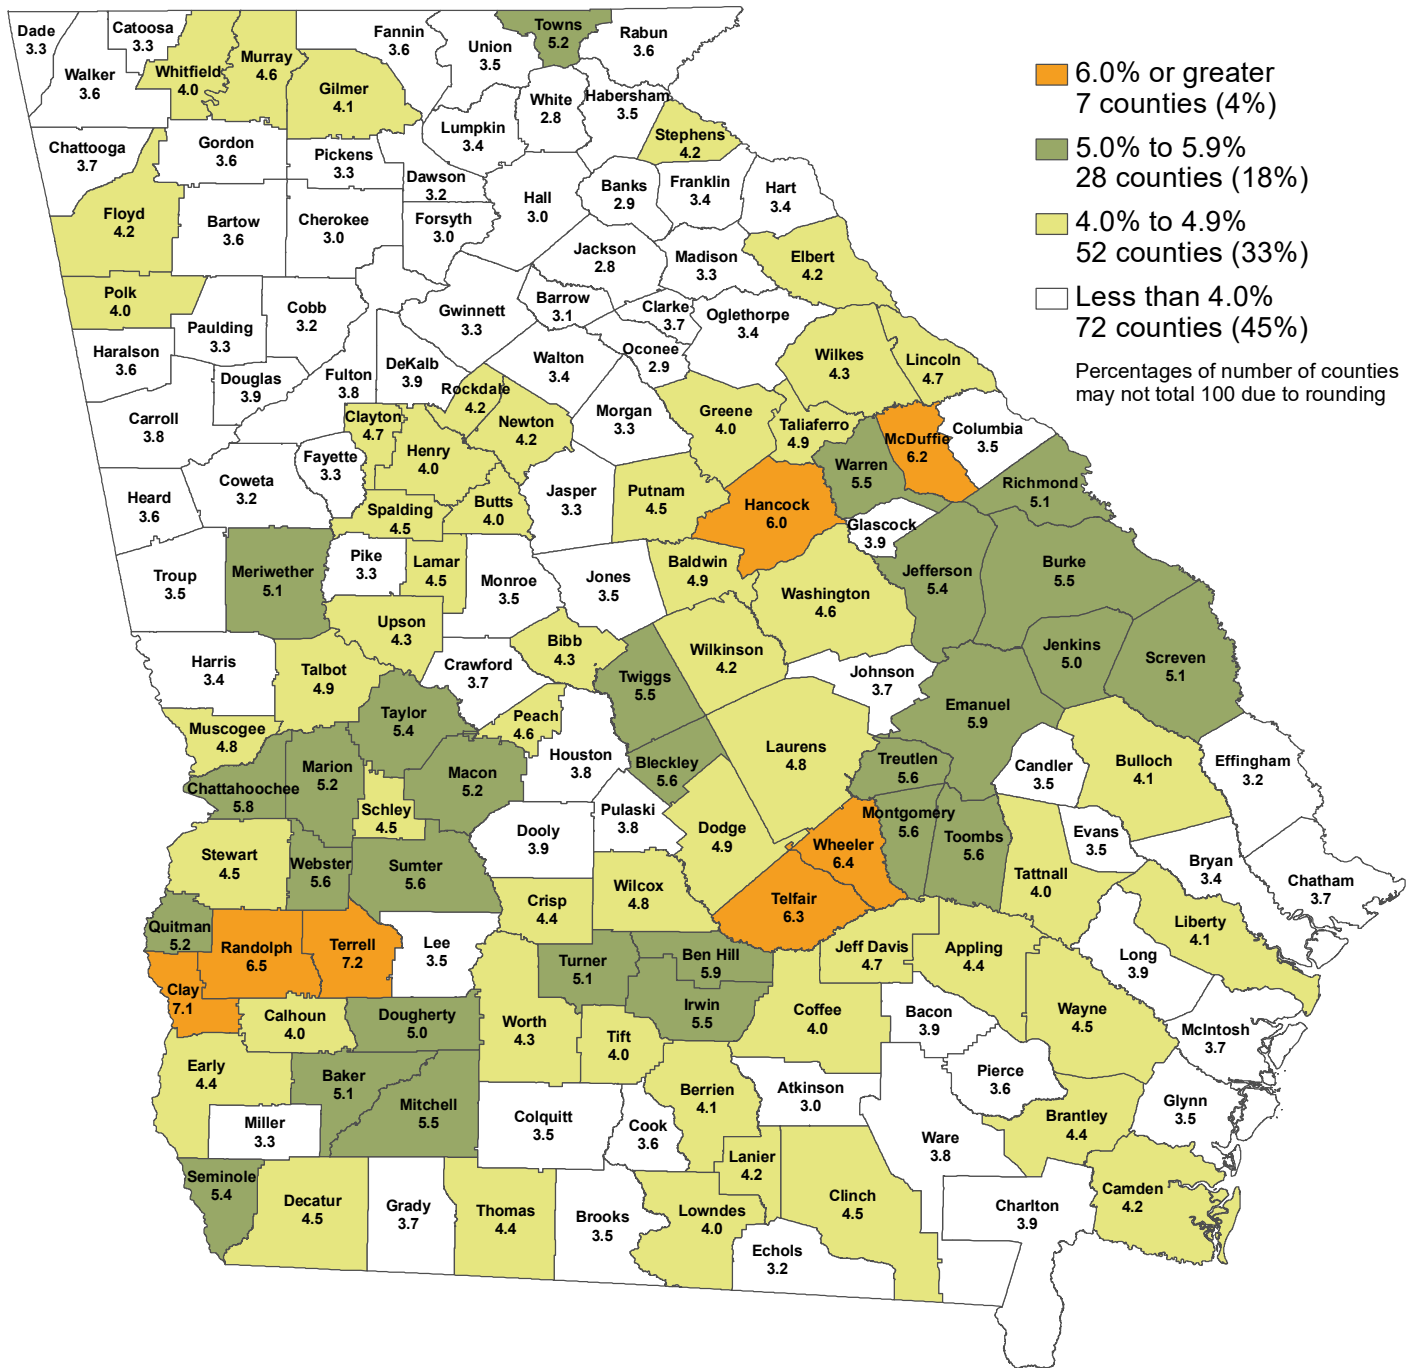 Dade
3.3
Catoosa
3.3
Walker
3.6
Whitfield
4.0
Murray
4.6
Gilmer
4.1
Fannin
3.6
Union
3.5
Towns
5.2
Rabun
3.6
White
2.8
Habersham
3.5
Lumpkin
3.4
Stephens
4.2
Chattooga
3.7
Gordon
3.6
Pickens
3.3
Dawson
3.2
Hall
3.0
Banks
2.9
Franklin
3.4
Hart
3.4
Floyd
4.2
Bartow
3.6
Cherokee
3.0
Forsyth
3.0
Jackson
2.8
Madison
3.3
Elbert
4.2
Polk
4.0
Paulding
3.3
Cobb
3.2
Gwinnett
3.3
Barrow
3.1
Clarke
3.7
Oglethorpe
3.4
Haralson
3.6
Douglas
3.9
Fulton
3.8
DeKalb
3.9
Rockdale
4.2
Walton
3.4
Oconee
2.9
Wilkes
4.3
Lincoln
4.7
Carroll
3.8
Clayton
4.7
Henry
4.0
Newton
4.2
Morgan
3.3
Greene
4.0
Taliaferro
4.9
McDuffie
6.2
Columbia
3.5
Fayette
3.3
Coweta
3.2
Heard
3.6
Spalding
4.5
Butts
4.0
Jasper
3.3
Putnam
4.5
Hancock
6.0
Warren
5.5
Richmond
5.1
Glascock
3.9
Troup
3.5
Meriwether
5.1
Pike
3.3
Lamar
4.5
Monroe
3.5
Jones
3.5
Baldwin
4.9
Washington
4.6
Jefferson
5.4
Burke
5.5
Upson
4.3
Bibb
4.3
Wilkinson
4.2
Jenkins
5.0
Screven
5.1
Harris
3.4
Talbot
4.9
Crawford
3.7
Twiggs
5.5
Johnson
3.7
Emanuel
5.9
Muscogee
4.8
Taylor
5.4
Peach
4.6
Houston
3.8
Bleckley
5.6
Laurens
4.8
Treutlen
5.6
Candler
3.5
Bulloch
4.1
Effingham
3.2
Chattahoochee
5.8
Marion
5.2
Schley
4.5
Macon
5.2
Dooly
3.9
Pulaski
3.8
Dodge
4.9
Wheeler
6.4
Montgomery
5.6
Toombs
5.6
Evans
3.5
Bryan
3.4
Chatham
3.7
Stewart
4.5
Webster
5.6
Sumter
5.6
Crisp
4.4
Wilcox
4.8
Telfair
6.3
Tattnall
4.0
Liberty
4.1
Quitman
5.2
Randolph
6.5
Terrell
7.2
Lee
3.5
Turner
5.1
Ben Hill
5.9
Jeff Davis
4.7
Appling
4.4
Long
3.9
Clay
7.1
Calhoun
4.0
Dougherty
5.0
Worth
4.3
Tift
4.0
Irwin
5.5
Coffee
4.0
Bacon
3.9
Wayne
4.5
McIntosh
3.7
Early
4.4
Baker
5.1
Mitchell
5.5
Miller
3.3
Colquitt
3.5
Cook
3.6
Berrien
4.1
Atkinson
3.0
Pierce
3.6
Brantley
4.4
Glynn
3.5
Ware
3.8
Seminole
5.4
Decatur
4.5
Grady
3.7
Thomas
4.4
Brooks
3.5
Lanier
4.2
Lowndes
4.0
Clinch
4.5
Echols
3.2
Charlton
3.9
Camden
4.2
6.0% or greater
7 counties (4%)
5.0% to 5.9%
28 counties (18%)
4.0% to 4.9%
52 counties (33%)
Less than 4.0%
72 counties (45%)
Percentages of number of counties
may not total 100 due to rounding